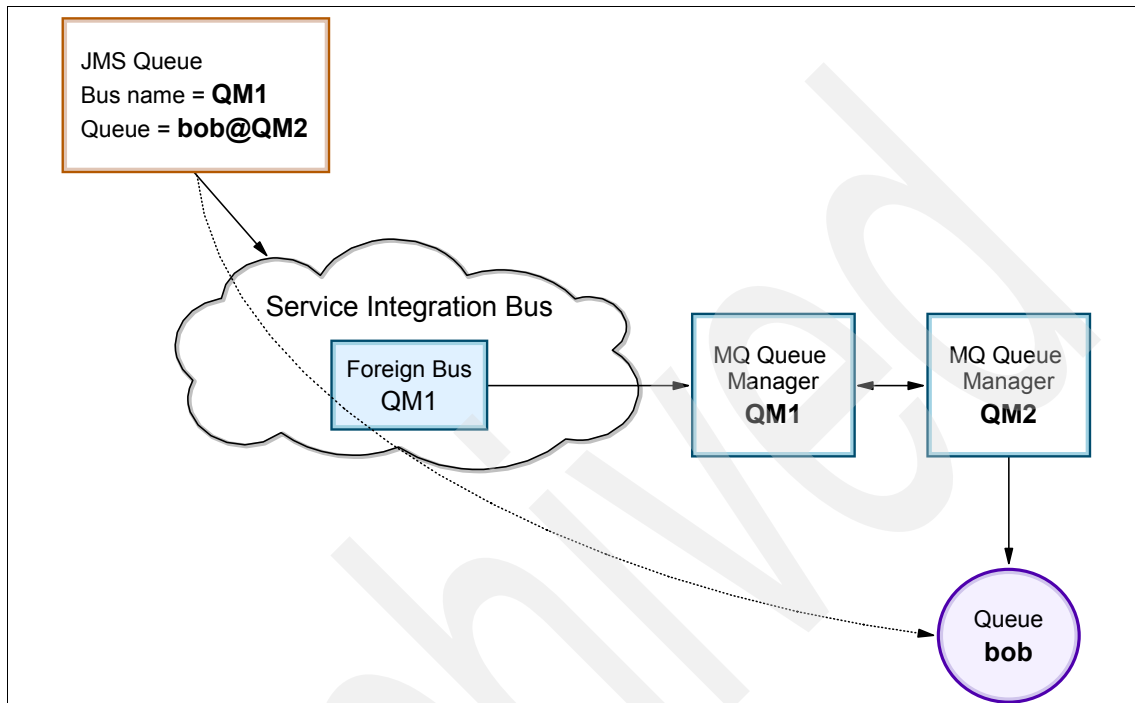 JMS Queue
Bus name = QM1
Queue = bob@QM2
Service Integration Bus
Foreign Bus
QM1
MQ Queue
Manager
QM1
MQ Queue
Manager
QM2
Queue
bob